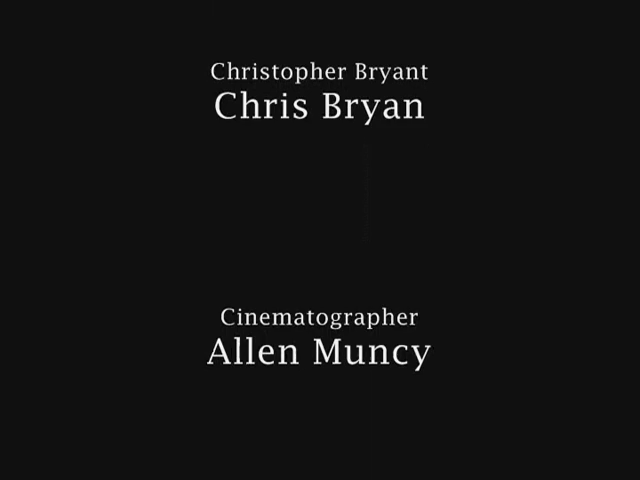 Christopher Bryant
Chris Bryan
Cinematographer
Allen Muncy